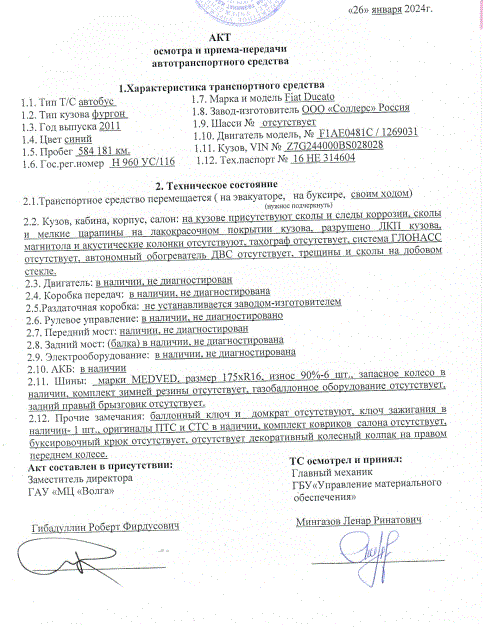 «26» января 2024г.
АКТ
осмотра и приема-передачи
автотранспортного средства
1.Характеристика транспортного средства
1.1. Тип Т/С автобус
1.2. Тип кузова фургон
1.3. Год выпуска 2011
1.4. Цвет синий
1.5. Пробег 584 181 км.
1.6. Гос.рег.номер Н 960 УС/116
1.7. Марка и модель Fiat Ducato
1.8. Завод-изготовитель ООО «Соллерс» Россия
1.9. Шасси № отсутствует
1.10. Двигатель модель, № F1AE0481C / 1269031
1.11. Кузов, VIN № Z7G244000BS028028
1.12. Тех.паспорт № 16 НЕ 314604
2. Техническое состояние
2.1.Транспортное средство перемещается ( на эвакуаторе, на буксире, своим ходом)
(нужное подчеркнуть)
2.2. Кузов, кабина, корпус, салон: на кузове присутствуют сколы и следы коррозии, сколы
и мелкие царапины на лакокрасочном покрытии кузова, разрушено ЛКП кузова,
магнитола и акустические колонки отсутствуют, тахограф отсутствует, система ГЛОНАСС
отсутствует, автономный обогреватель ДВС отсутствует, трещины и сколы на лобовом
стекле.
2.3. Двигатель: в наличии, не диагностирован
2.4. Коробка передач: в наличии, не диагностирована
2.5.Раздаточная коробка: не устанавливается заводом-изготовителем
2.6. Рулевое управление: в наличии, не диагностировано
2.7. Передний мост: наличии, не диагностирован
2.8. Задний мост: (балка) в наличии, не диагностирована
2.9. Электрооборудование: в наличии, не диагностирована
2.10. АКБ: в наличии
2.11. Шины: марки MEDVED, размер 175хR16, износ 90%-6 шт., запасное колесо в
наличии, комплект зимней резины отсутствует, газобаллонное оборудование отсутствует,
задний правый брызговик отсутствует.
2.12. Прочие замечания: баллонный ключ и домкрат отсутствуют, ключ зажигания в
наличии- 1 шт., оригиналы ПТС и СТС в наличии, комплект ковриков салона отсутствует,
буксировочный крюк отсутствует, отсутствует декоративный колесный колпак на правом
переднем колесе.
Акт составлен в присутствии:
Заместитель директора
ГАУ «МЦ «Волга»
Гибадуллин Роберт Фирдусович
ТС осмотрел и принял:
Главный механик
ГБУ«Управление материального
обеспечения»
Мингазов Ленар Ринатович